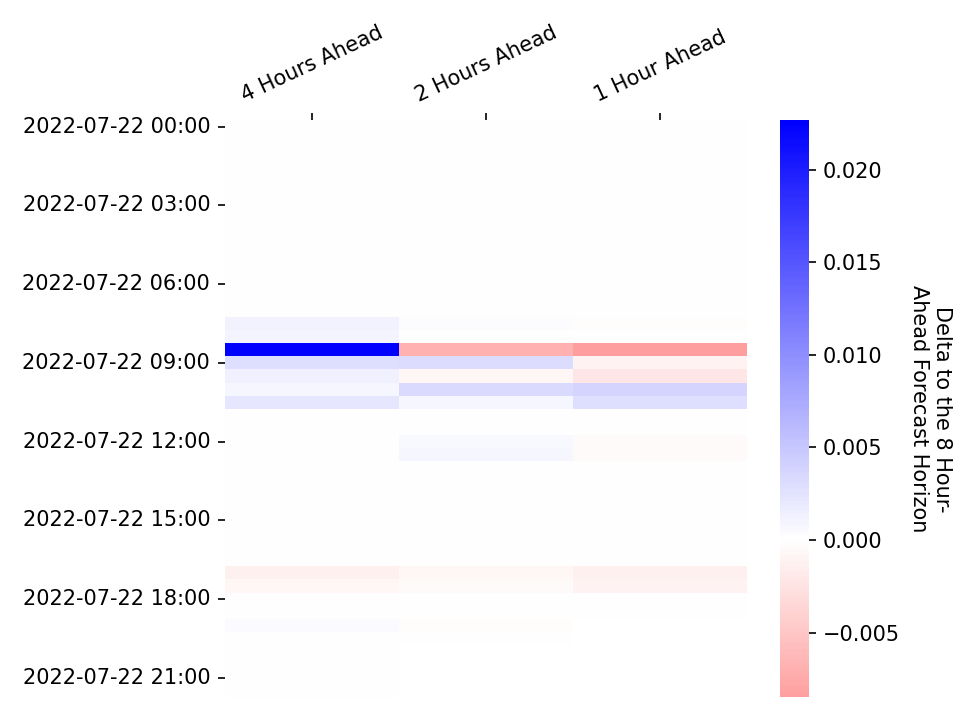 4 Hours Ahead
2 Hours Ahead
1 Hour Ahead
2022-07-22 00:00
2022-07-22 03:00
2022-07-22 06:00
2022-07-22 09:00
2022-07-22 12:00
2022-07-22 15:00
2022-07-22 18:00
2022-07-22 21:00
0.020
0.015
0.010
0.005
0.000
−0.005
Delta to the 8 Hour-
Ahead Forecast Horizon